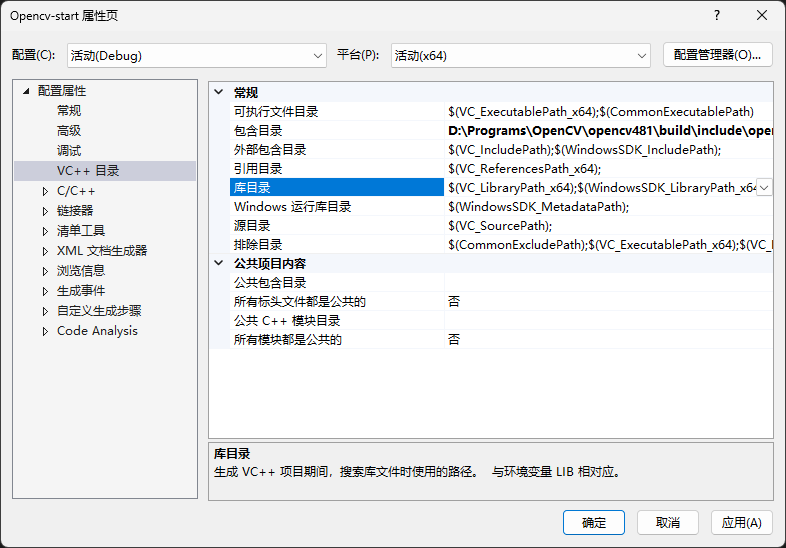 Opencv-start 属性页
配置(C): 活动(Debug) 平台(P): 活动(x64) 配置管理器(O)...
配置属性
常规
高级
调试
VC++ 目录
C/C++
链接器
清单工具
XML 文档生成器
浏览信息
生成事件
自定义生成步骤
Code Analysis
常规
可执行文件目录 $(VC_ExecutablePath_x64);$(CommonExecutablePath)
包含目录 D:\Programs\OpenCV\opencv481\build\include\ope
外部包含目录 $(VC_IncludePath);$(WindowsSDK_IncludePath);
引用目录 $(VC_ReferencesPath_x64);
库目录 $(VC_LibraryPath_x64);$(WindowsSDK_LibraryPath_x64
Windows 运行库目录 $(WindowsSDK_MetadataPath);
源目录 $(VC_SourcePath);
排除目录 $(CommonExcludePath);$(VC_ExecutablePath_x64);$(VC_
公共项目内容
公共包含目录
所有标头文件都是公共的 否
公共 C++ 模块目录
所有模块都是公共的 否
库目录
生成 VC++ 项目期间，搜索库文件时使用的路径。 与环境变量 LIB 相对应。
确定 取消 应用(A)